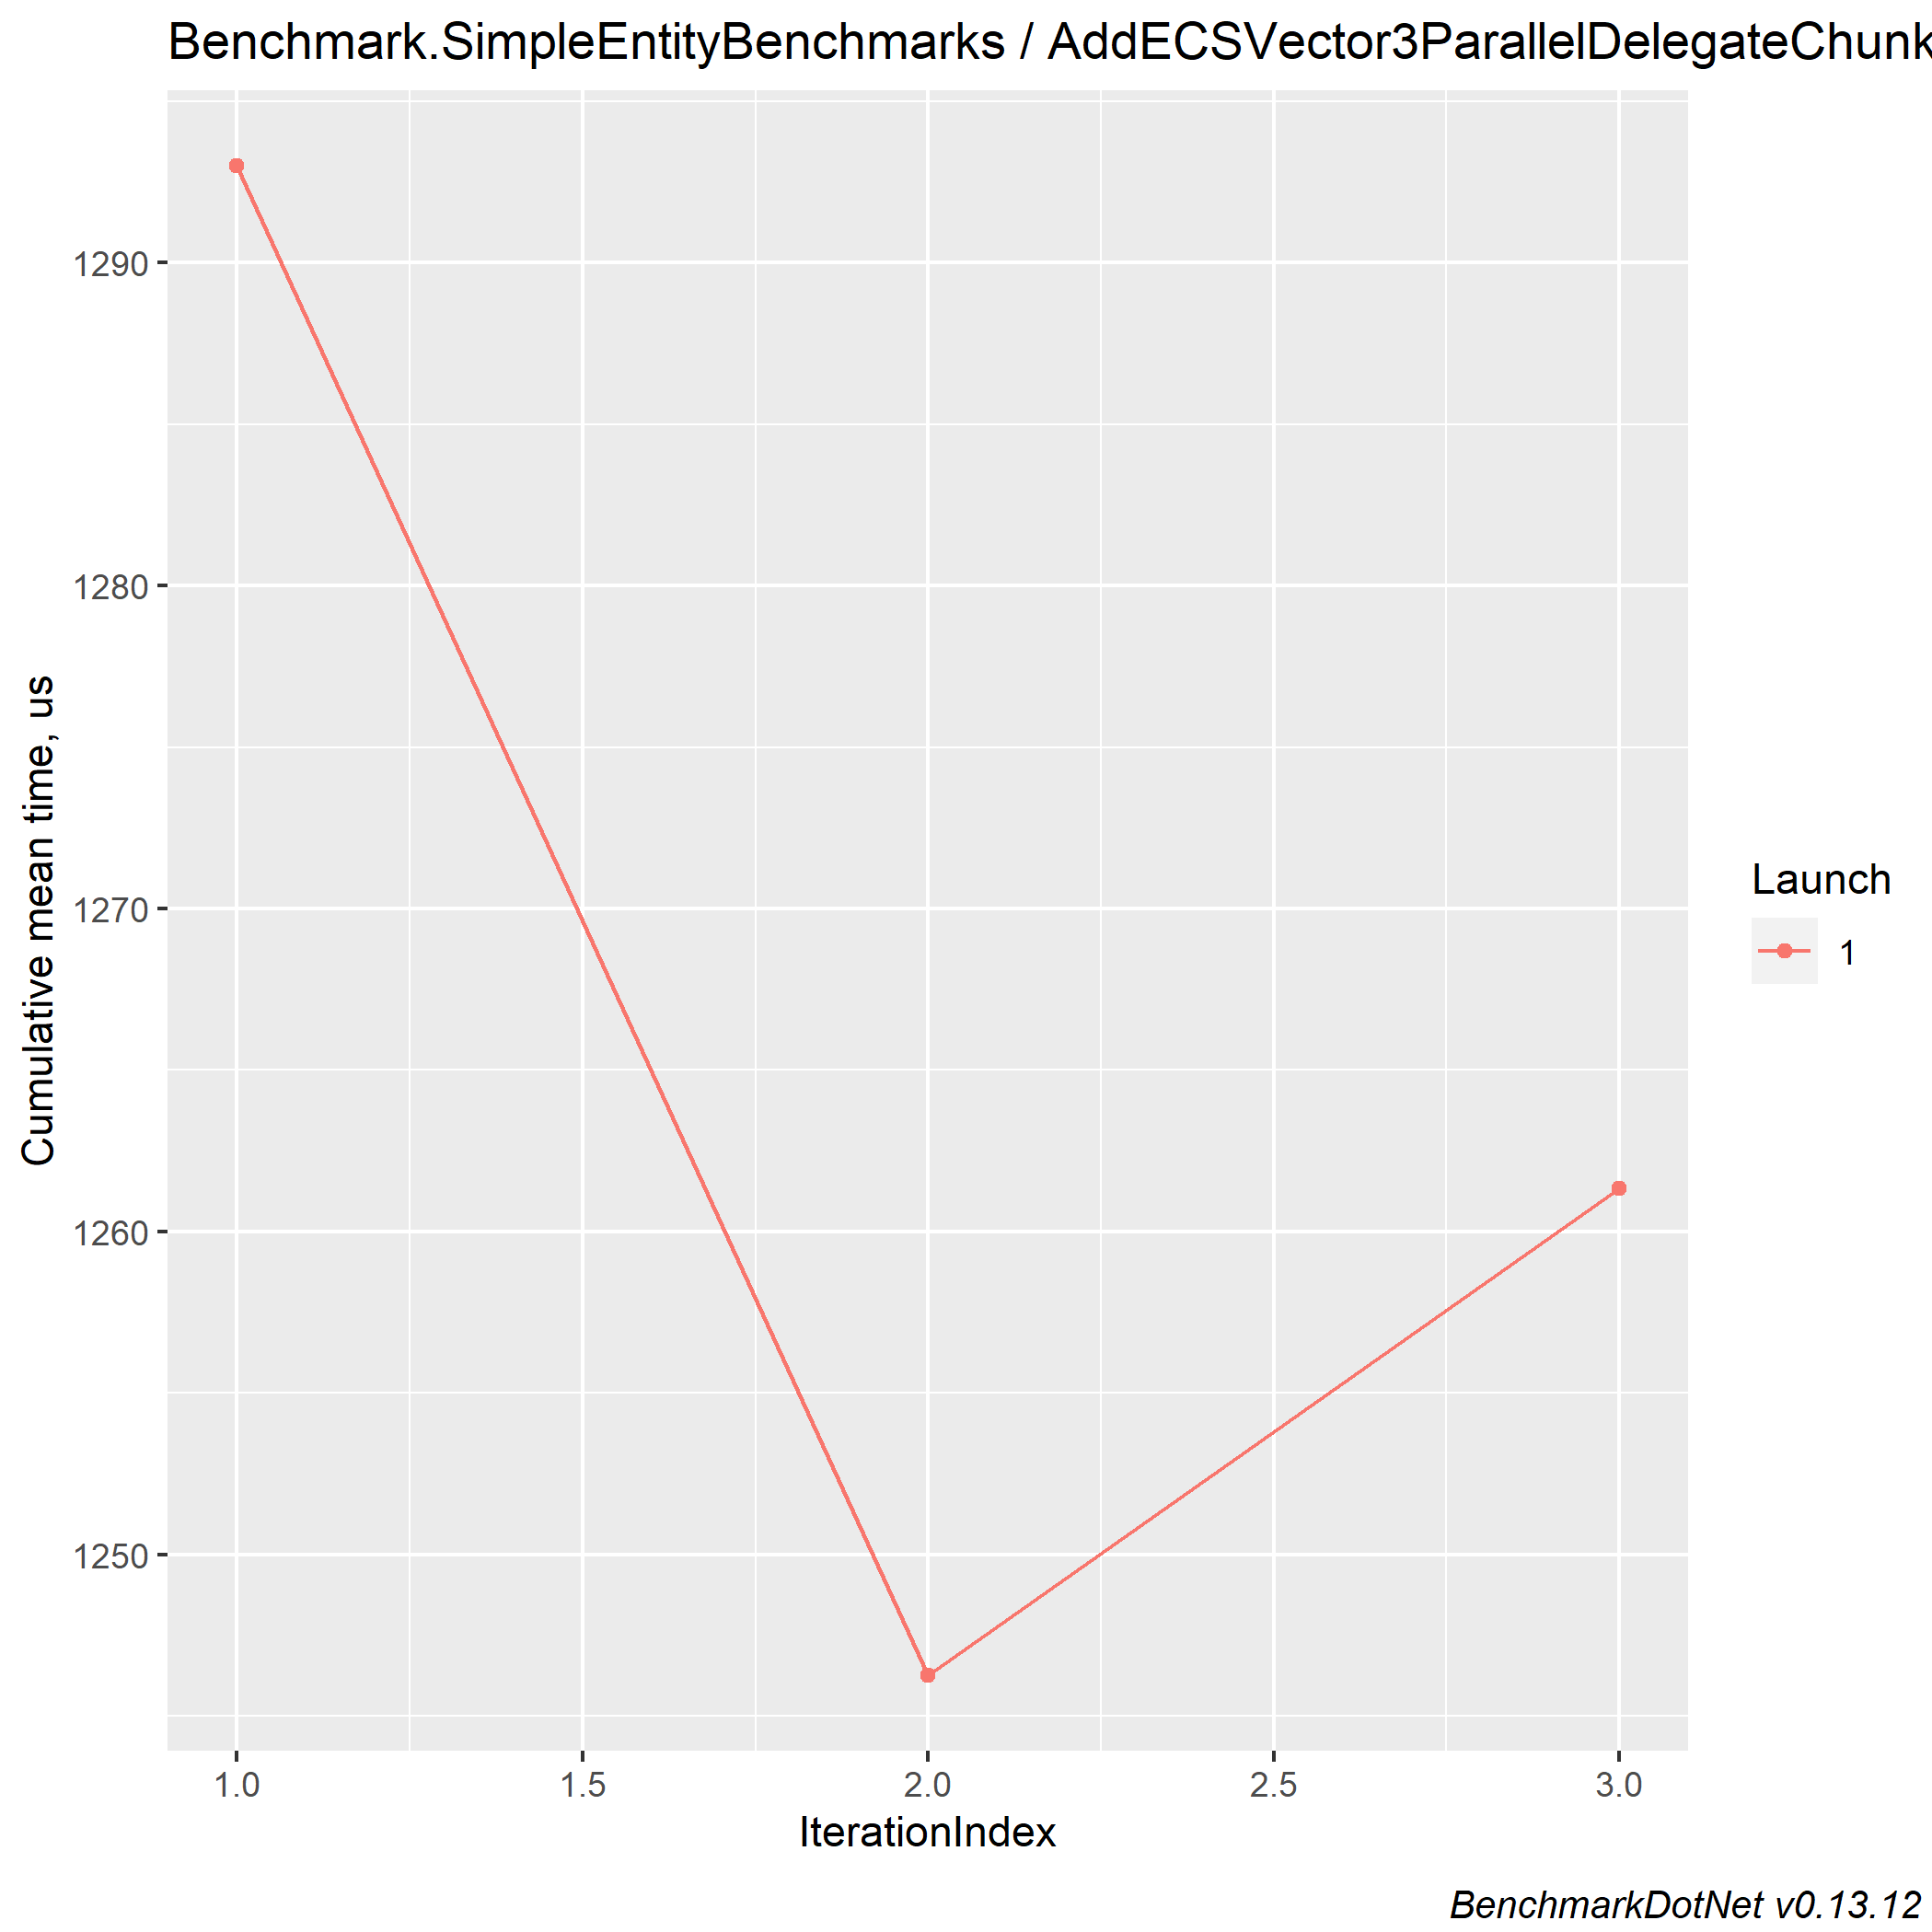 Benchmark.SimpleEntityBenchmarks / AddECSVector3ParallelDelegateChunk
Cumulative mean time, us
1290
1280
1270
1260
1250
1.0 1.5 2.0 2.5 3.0
IterationIndex
Launch
1
BenchmarkDotNet v0.13.12